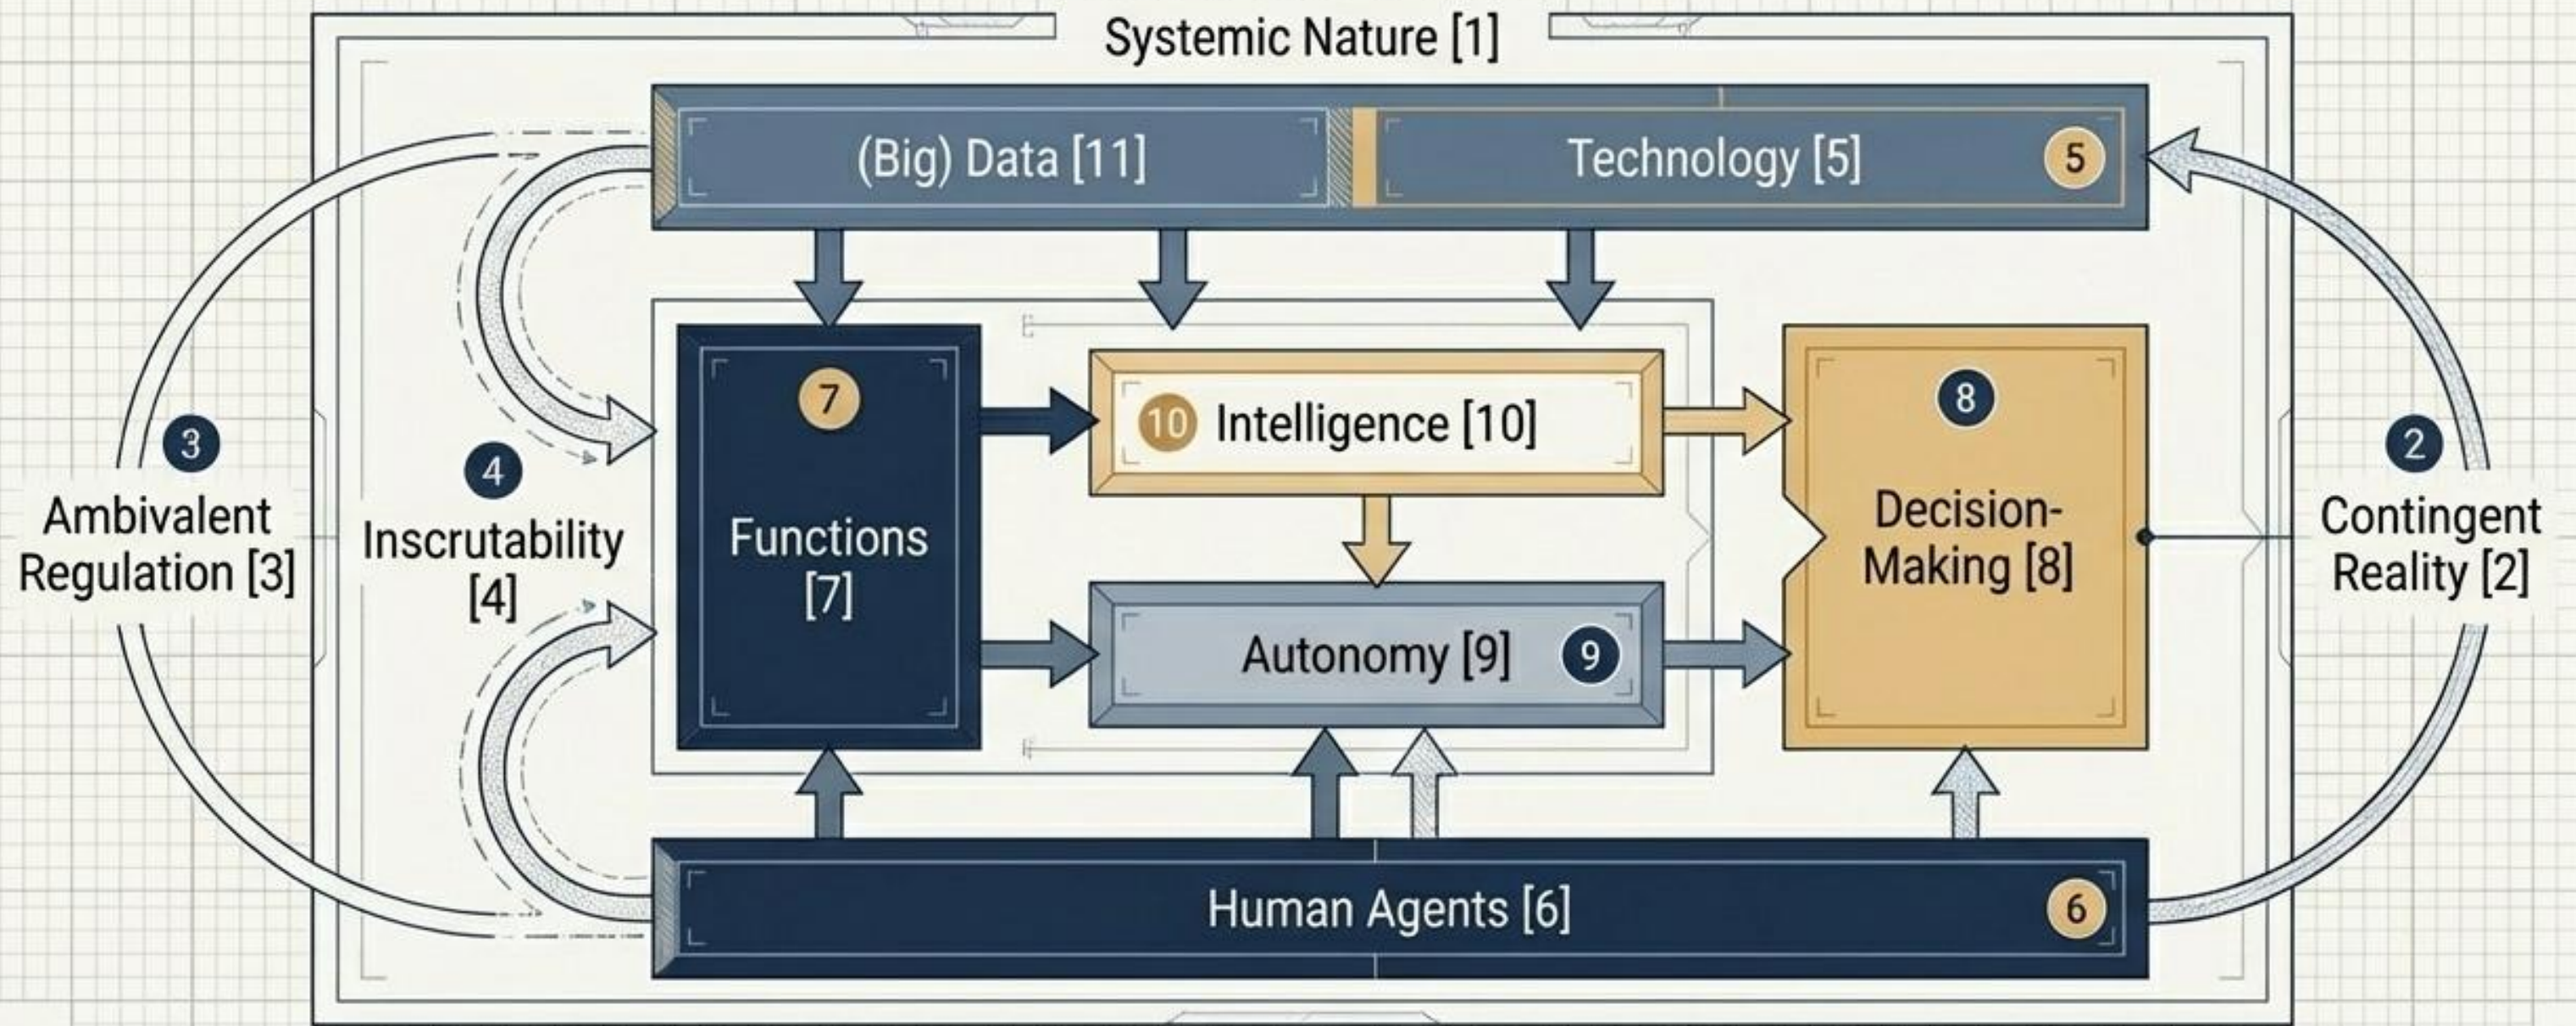 Systemic Nature [1]
(Big) Data [11]
Technology [5]
5
7
Functions
[7]
10
Intelligence [10]
Autonomy [9]
9
8
Decision-
Making [8]
3
Ambivalent
Regulation [3]
4
Inscrutability
[4]
2
Contingent
Reality [2]
Human Agents [6]
6